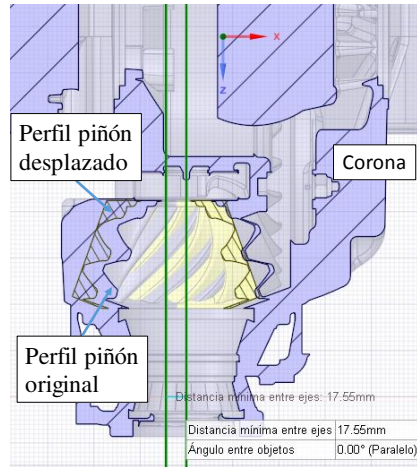 X
Z
Perfil piñón
desplazado
Corona
Perfil piñón
original
Distancia mínima entre ejes: 17.55mm
Distancia mínima entre ejes 17.55mm
Ángulo entre objetos 0.00° (Paralelo)